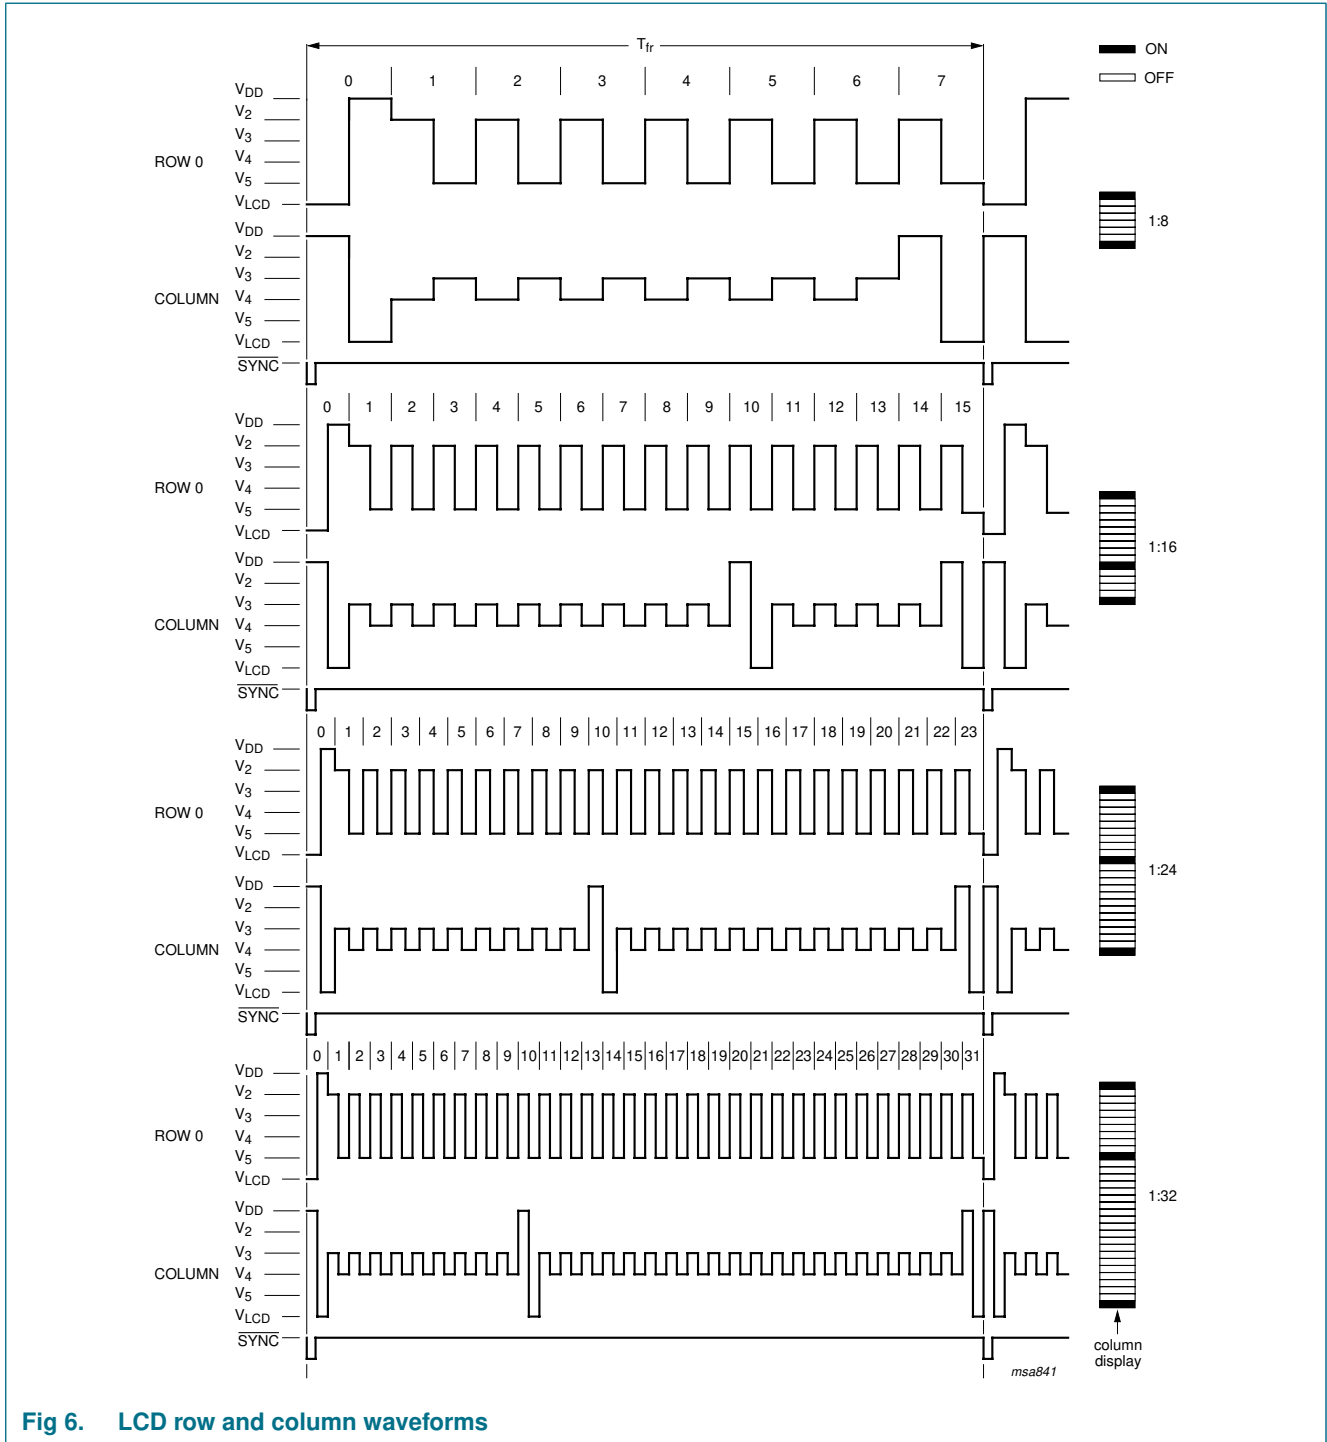 Tfr
ON
OFF
0 1 2 3 4 5 6 7
VDD
V2
V3
ROW 0 V4
V5
VLCD
VDD
V2
V3
COLUMN V4
V5
VLCD
SYNC
1:8
0 1 2 3 4 5 6 7 8 9 10 11 12 13 14 15
VDD
V2
V3
ROW 0 V4
V5
VLCD
VDD
V2
V3
COLUMN V4
V5
VLCD
SYNC
1:16
0 1 2 3 4 5 6 7 8 9 10 11 12 13 14 15 16 17 18 19 20 21 22 23
VDD
V2
V3
ROW 0 V4
V5
VLCD
VDD
V2
V3
COLUMN V4
V5
VLCD
SYNC
1:24
0 1 2 3 4 5 6 7 8 9 10 11 12 13 14 15 16 17 18 19 20 21 22 23 24 25 26 27 28 29 30 31
VDD
V2
V3
ROW 0 V4
V5
VLCD
VDD
V2
V3
COLUMN V4
V5
VLCD
SYNC
1:32
column
display
msa841
Fig 6. LCD row and column waveforms